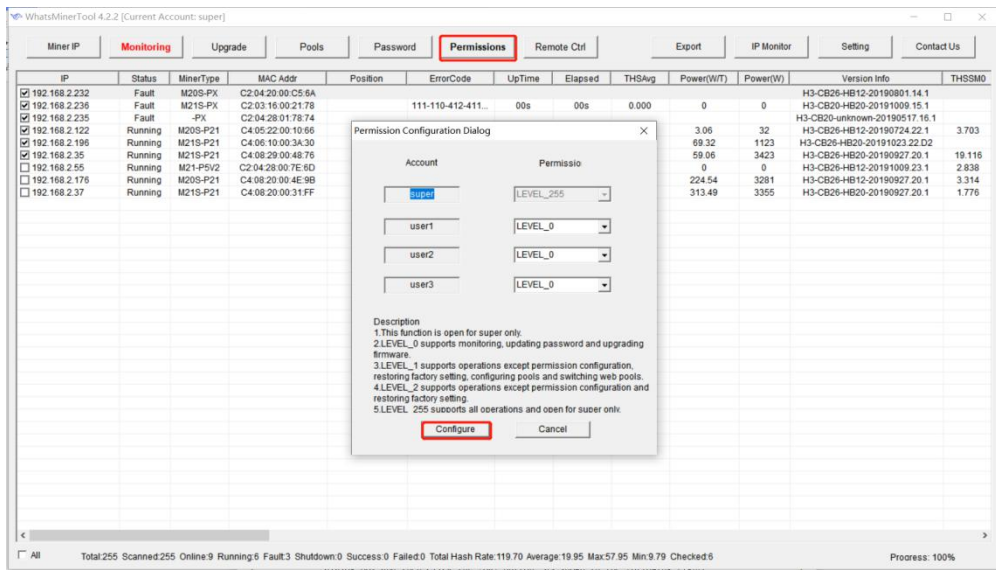 WhatsMinerTool 4.2.2 [Current Account: super]
Miner IP Monitoring Upgrade Pools Password Permissions Remote Ctrl Export IP Monitor Setting Contact Us
IP Status MinerType MAC Addr Position ErrorCode UpTime Elapsed THSAvg Power(W/T) Power(W) Version Info THSSM0
192.168.2.232 Fault M20S-PX C2:04:20:00:C5:6A H3-CB26-HB12-20190801.14.1
192.168.2.236 Fault M21S-PX C2:03:16:00:21:78 111-110-412-411... 00s 00s 0.000 0 0 H3-CB20-HB20-20191009.15.1
192.168.2.235 Fault -PX C2:04:28:01:78:74 H3-CB20-unknown-20190517.16.1
192.168.2.122 Running M20S-P21 C4:05:22:00:10:66 3.06 32 H3-CB26-HB12-20190724.22.1 3.703
192.168.2.196 Running M21S-P21 C4:06:10:00:3A:30 69.32 1123 H3-CB26-HB20-20191023.22.D2
192.168.2.35 Running M21S-P21 C4:08:29:00:48:76 59.06 3423 H3-CB26-HB20-20190927.20.1 19.116
192.168.2.55 Running M21-P5V2 C2:04:28:00:7E:6D 0 0 H3-CB26-HB12-20191009.23.1 2.838
192.168.2.176 Running M20S-P21 C4:08:20:00:4E:9B 224.54 3281 H3-CB26-HB12-20190927.20.1 3.314
192.168.2.37 Running M21S-P21 C4:08:20:00:31:FF 313.49 3355 H3-CB26-HB20-20190927.20.1 1.776
Permission Configuration Dialog
Account Permissio
super LEVEL_255
user1 LEVEL_0
user2 LEVEL_0
user3 LEVEL_0
Description
1.This function is open for super only.
2.LEVEL_0 supports monitoring, updating password and upgrading
firmware.
3.LEVEL_1 supports operations except permission configuration,
restoring factory setting, configuring pools and switching web pools.
4.LEVEL_2 supports operations except permission configuration and
restoring factory setting.
5.LEVEL_255 supports all operations and open for super only.
Configure Cancel
All Total:255 Scanned:255 Online:9 Running:6 Fault:3 Shutdown:0 Success:0 Failed:0 Total Hash Rate:119.70 Average:19.95 Max:57.95 Min:9.79 Checked:6 Progress: 100%